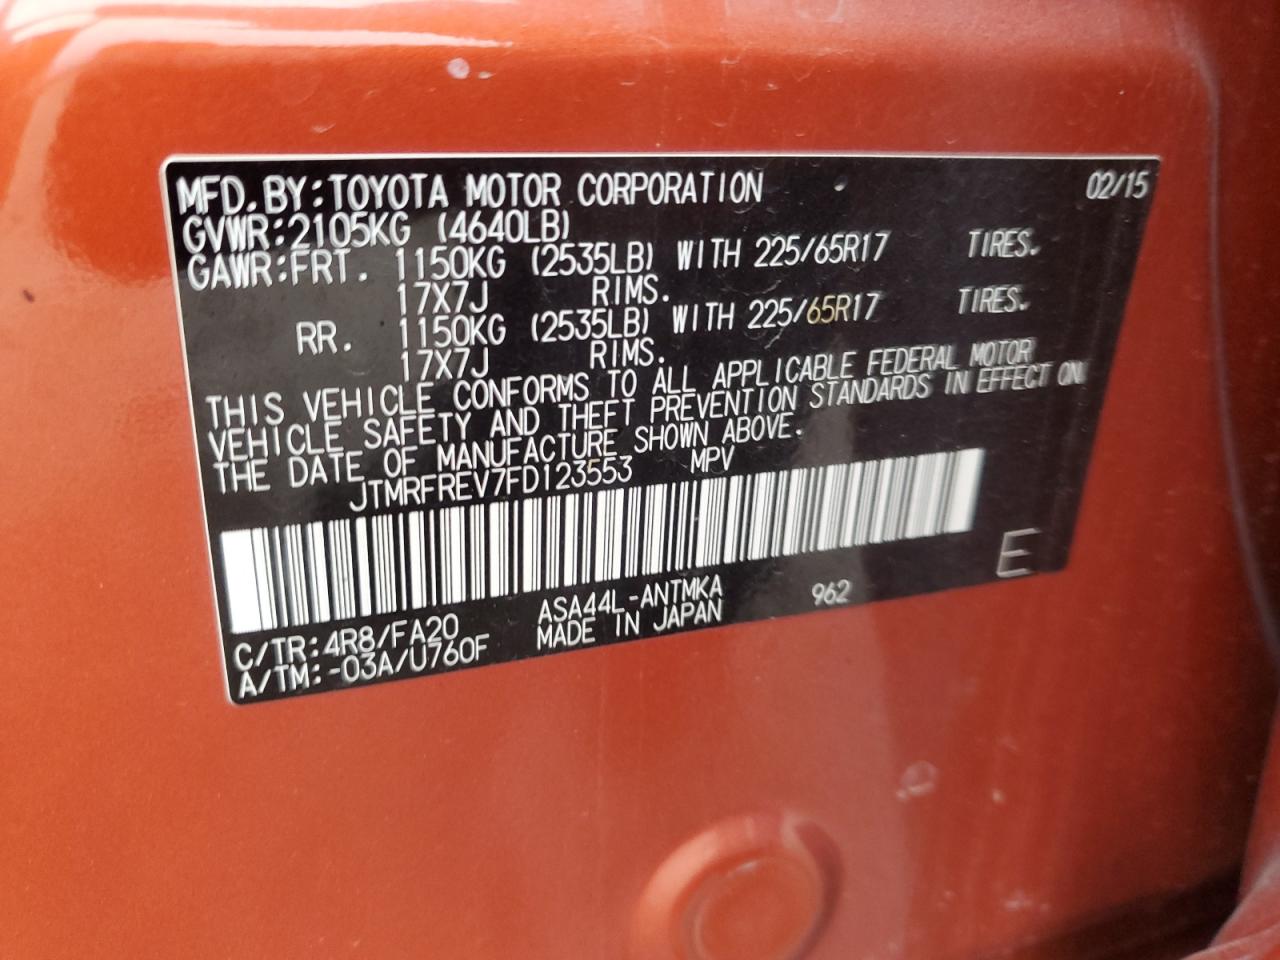 MFD.BY:TOYOTA MOTOR CORPORATION 02/15
GVWR:2105KG (4640LB)
GAWR:FRT. 1150KG (2535LB) WITH 225/65R17 TIRES.
17X7J RIMS.
RR. 1150KG (2535LB) WITH 225/65R17 TIRES.
17X7J RIMS.
THIS VEHICLE CONFORMS TO ALL APPLICABLE FEDERAL MOTOR
VEHICLE SAFETY AND THEFT PREVENTION STANDARDS IN EFFECT ON
THE DATE OF MANUFACTURE SHOWN ABOVE.
JTMRFREV7FD123553 MPV
E
C/TR:4R8/FA20 ASA44L-ANTMKA 962
A/TM:-03A/U760F MADE IN JAPAN